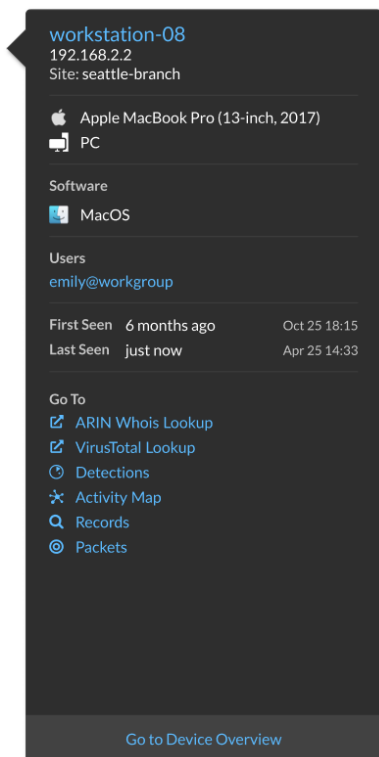 workstation-08
192.168.2.2
Site: seattle-branch
Apple MacBook Pro (13-inch, 2017)
PC
Software
MacOS
Users
emily@workgroup
First Seen 6 months ago Oct 25 18:15
Last Seen just now Apr 25 14:33
Go To
ARIN Whois Lookup
VirusTotal Lookup
Detections
Activity Map
Records
Packets
Go to Device Overview